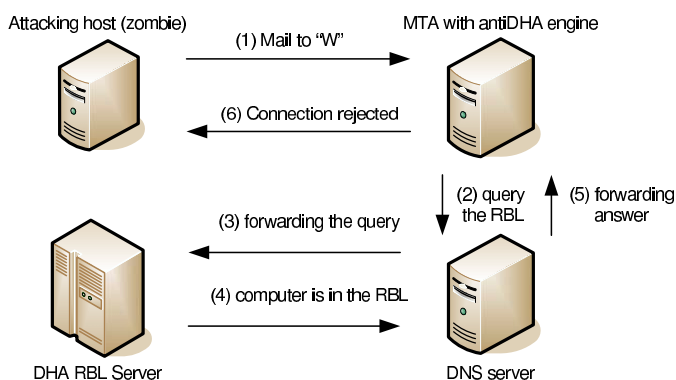 Attacking host (zombie)
MTA with antiDHA engine
(1) Mail to “W”
(6) Connection rejected
(2) query
the RBL
(5) forwarding
answer
(3) forwarding the query
(4) computer is in the RBL
DHA RBL Server
DNS server